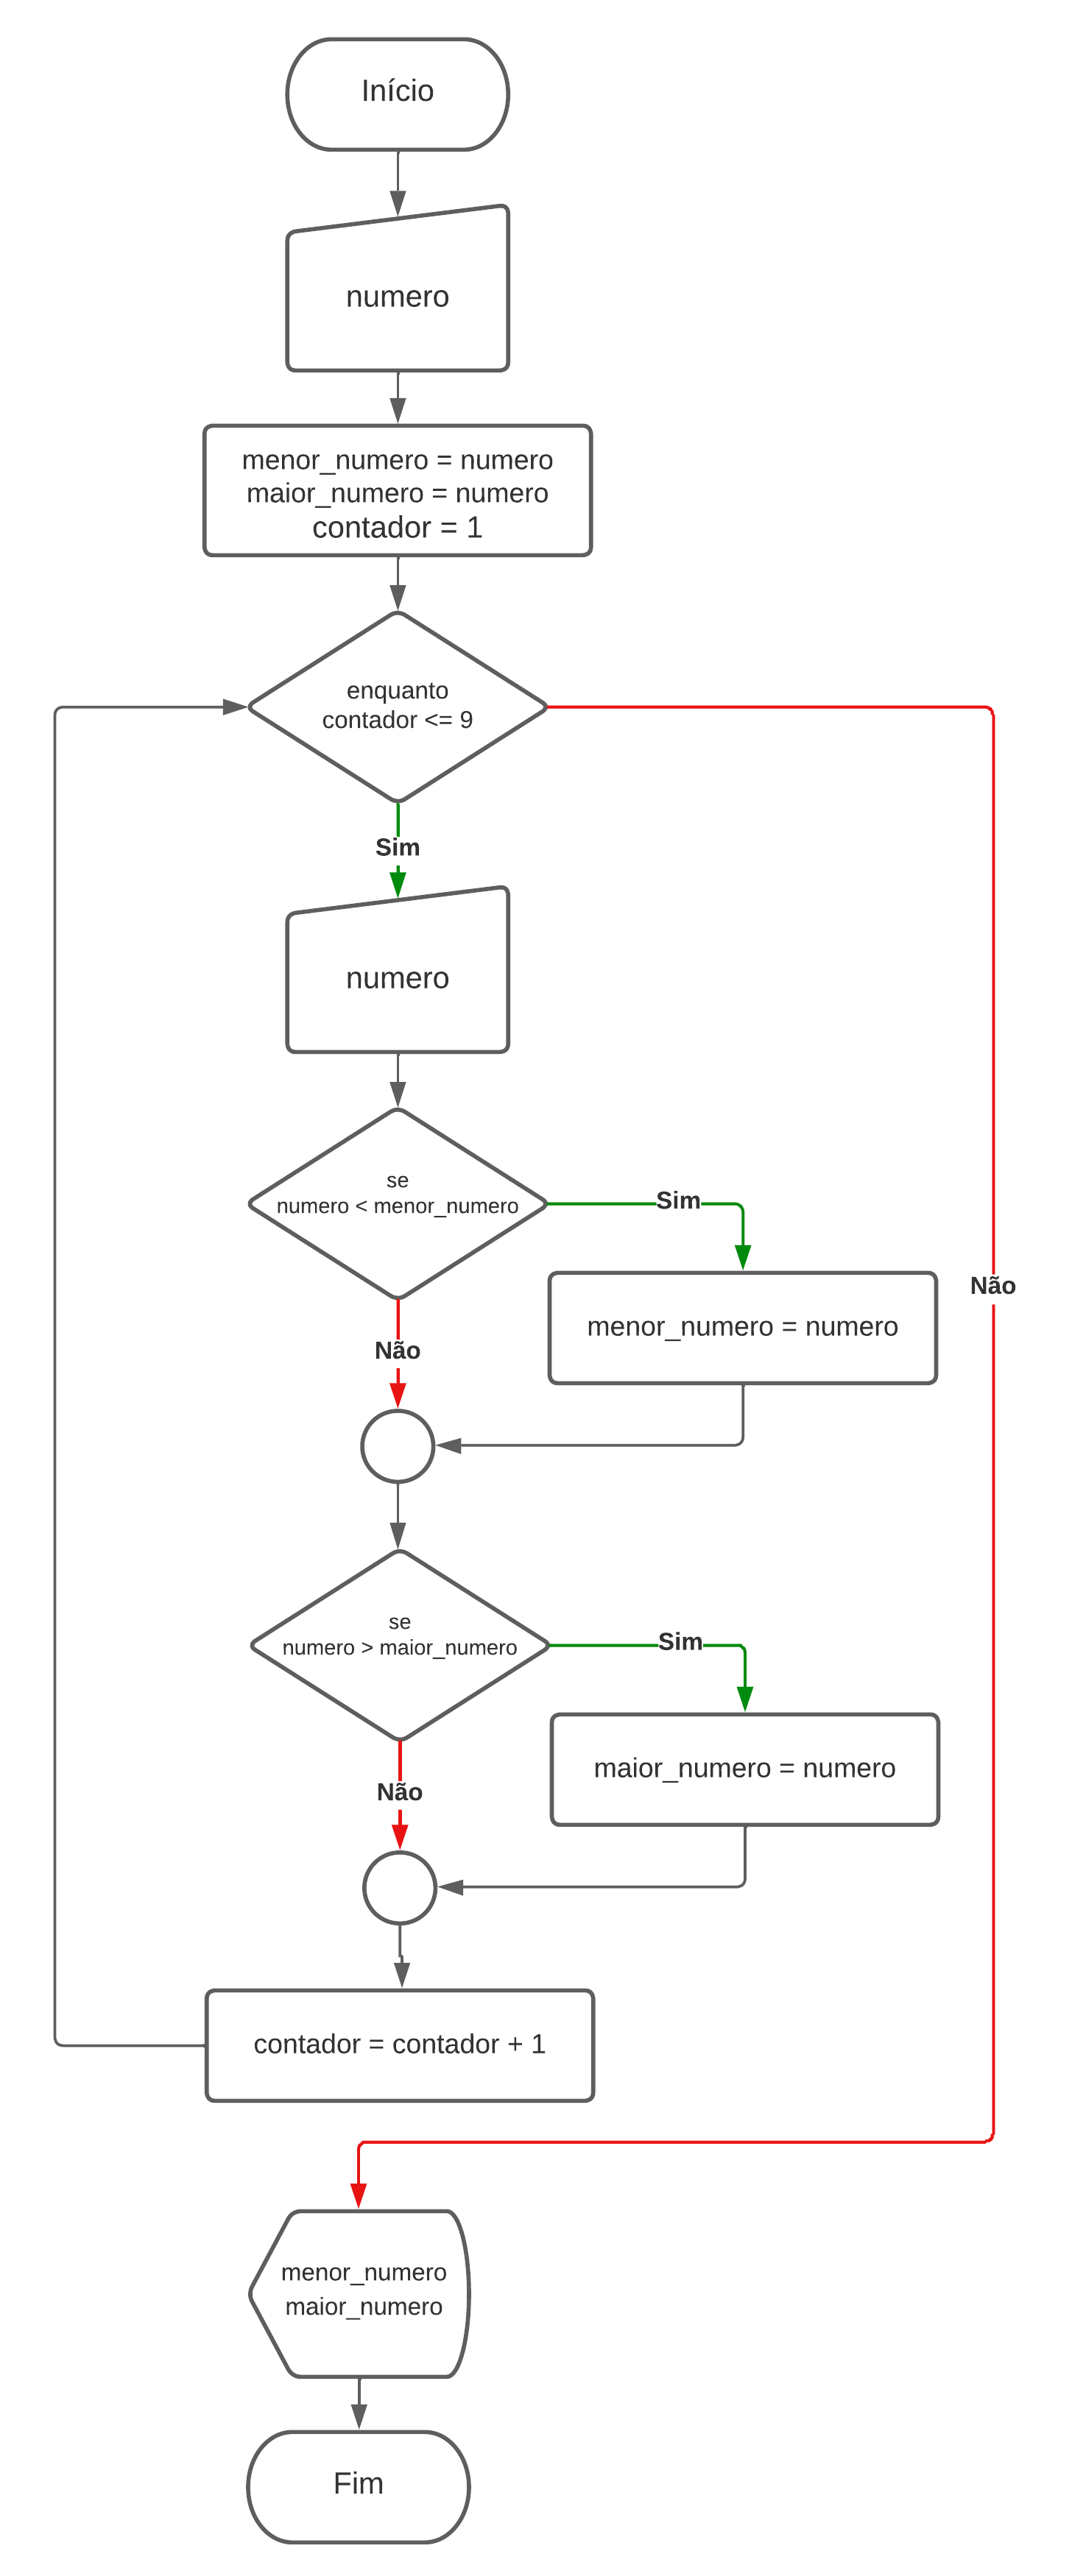 Início
numero
menor_numero = numero
maior_numero = numero
contador = 1
enquanto
contador <= 9
Sim
numero
se
numero < menor_numero
Sim
menor_numero = numero
Não
Não
se
numero > maior_numero
Sim
maior_numero = numero
Não
contador = contador + 1
menor_numero
maior_numero
Fim